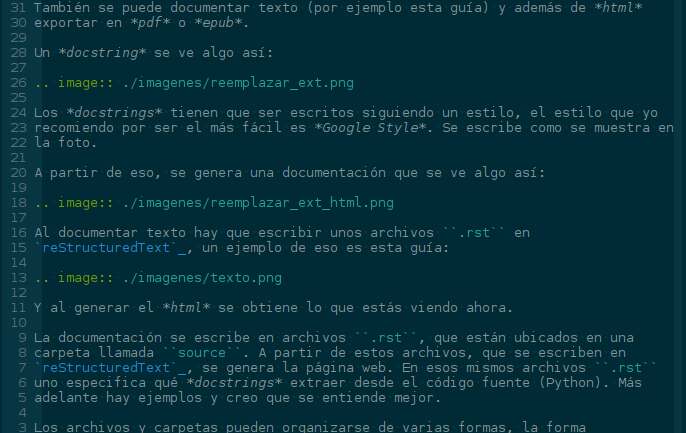 31 También se puede documentar texto (por ejemplo esta guía) y además de *html*
30 exportar en *pdf* o *epub*.
29
28 Un *docstring* se ve algo así:
27
26 .. image:: ./imagenes/reemplazar_ext.png
25
24 Los *docstrings* tienen que ser escritos siguiendo un estilo, el estilo que yo
23 recomiendo por ser el más fácil es *Google Style*. Se escribe como se muestra en
22 la foto.
21
20 A partir de eso, se genera una documentación que se ve algo así:
19
18 .. image:: ./imagenes/reemplazar_ext_html.png
17
16 Al documentar texto hay que escribir unos archivos ``.rst`` en
15 `reStructuredText`_, un ejemplo de eso es esta guía:
14
13 .. image:: ./imagenes/texto.png
12
11 Y al generar el *html* se obtiene lo que estás viendo ahora.
10
9 La documentación se escribe en archivos ``.rst``, que están ubicados en una
8 carpeta llamada ``source``. A partir de estos archivos, que se escriben en
7 `reStructuredText`_, se genera la página web. En esos mismos archivos ``.rst``
6 uno especifica qué *docstrings* extraer desde el código fuente (Python). Más
5 adelante hay ejemplos y creo que se entiende mejor.
4
3 Los archivos y carpetas pueden organizarse de varias formas, la forma